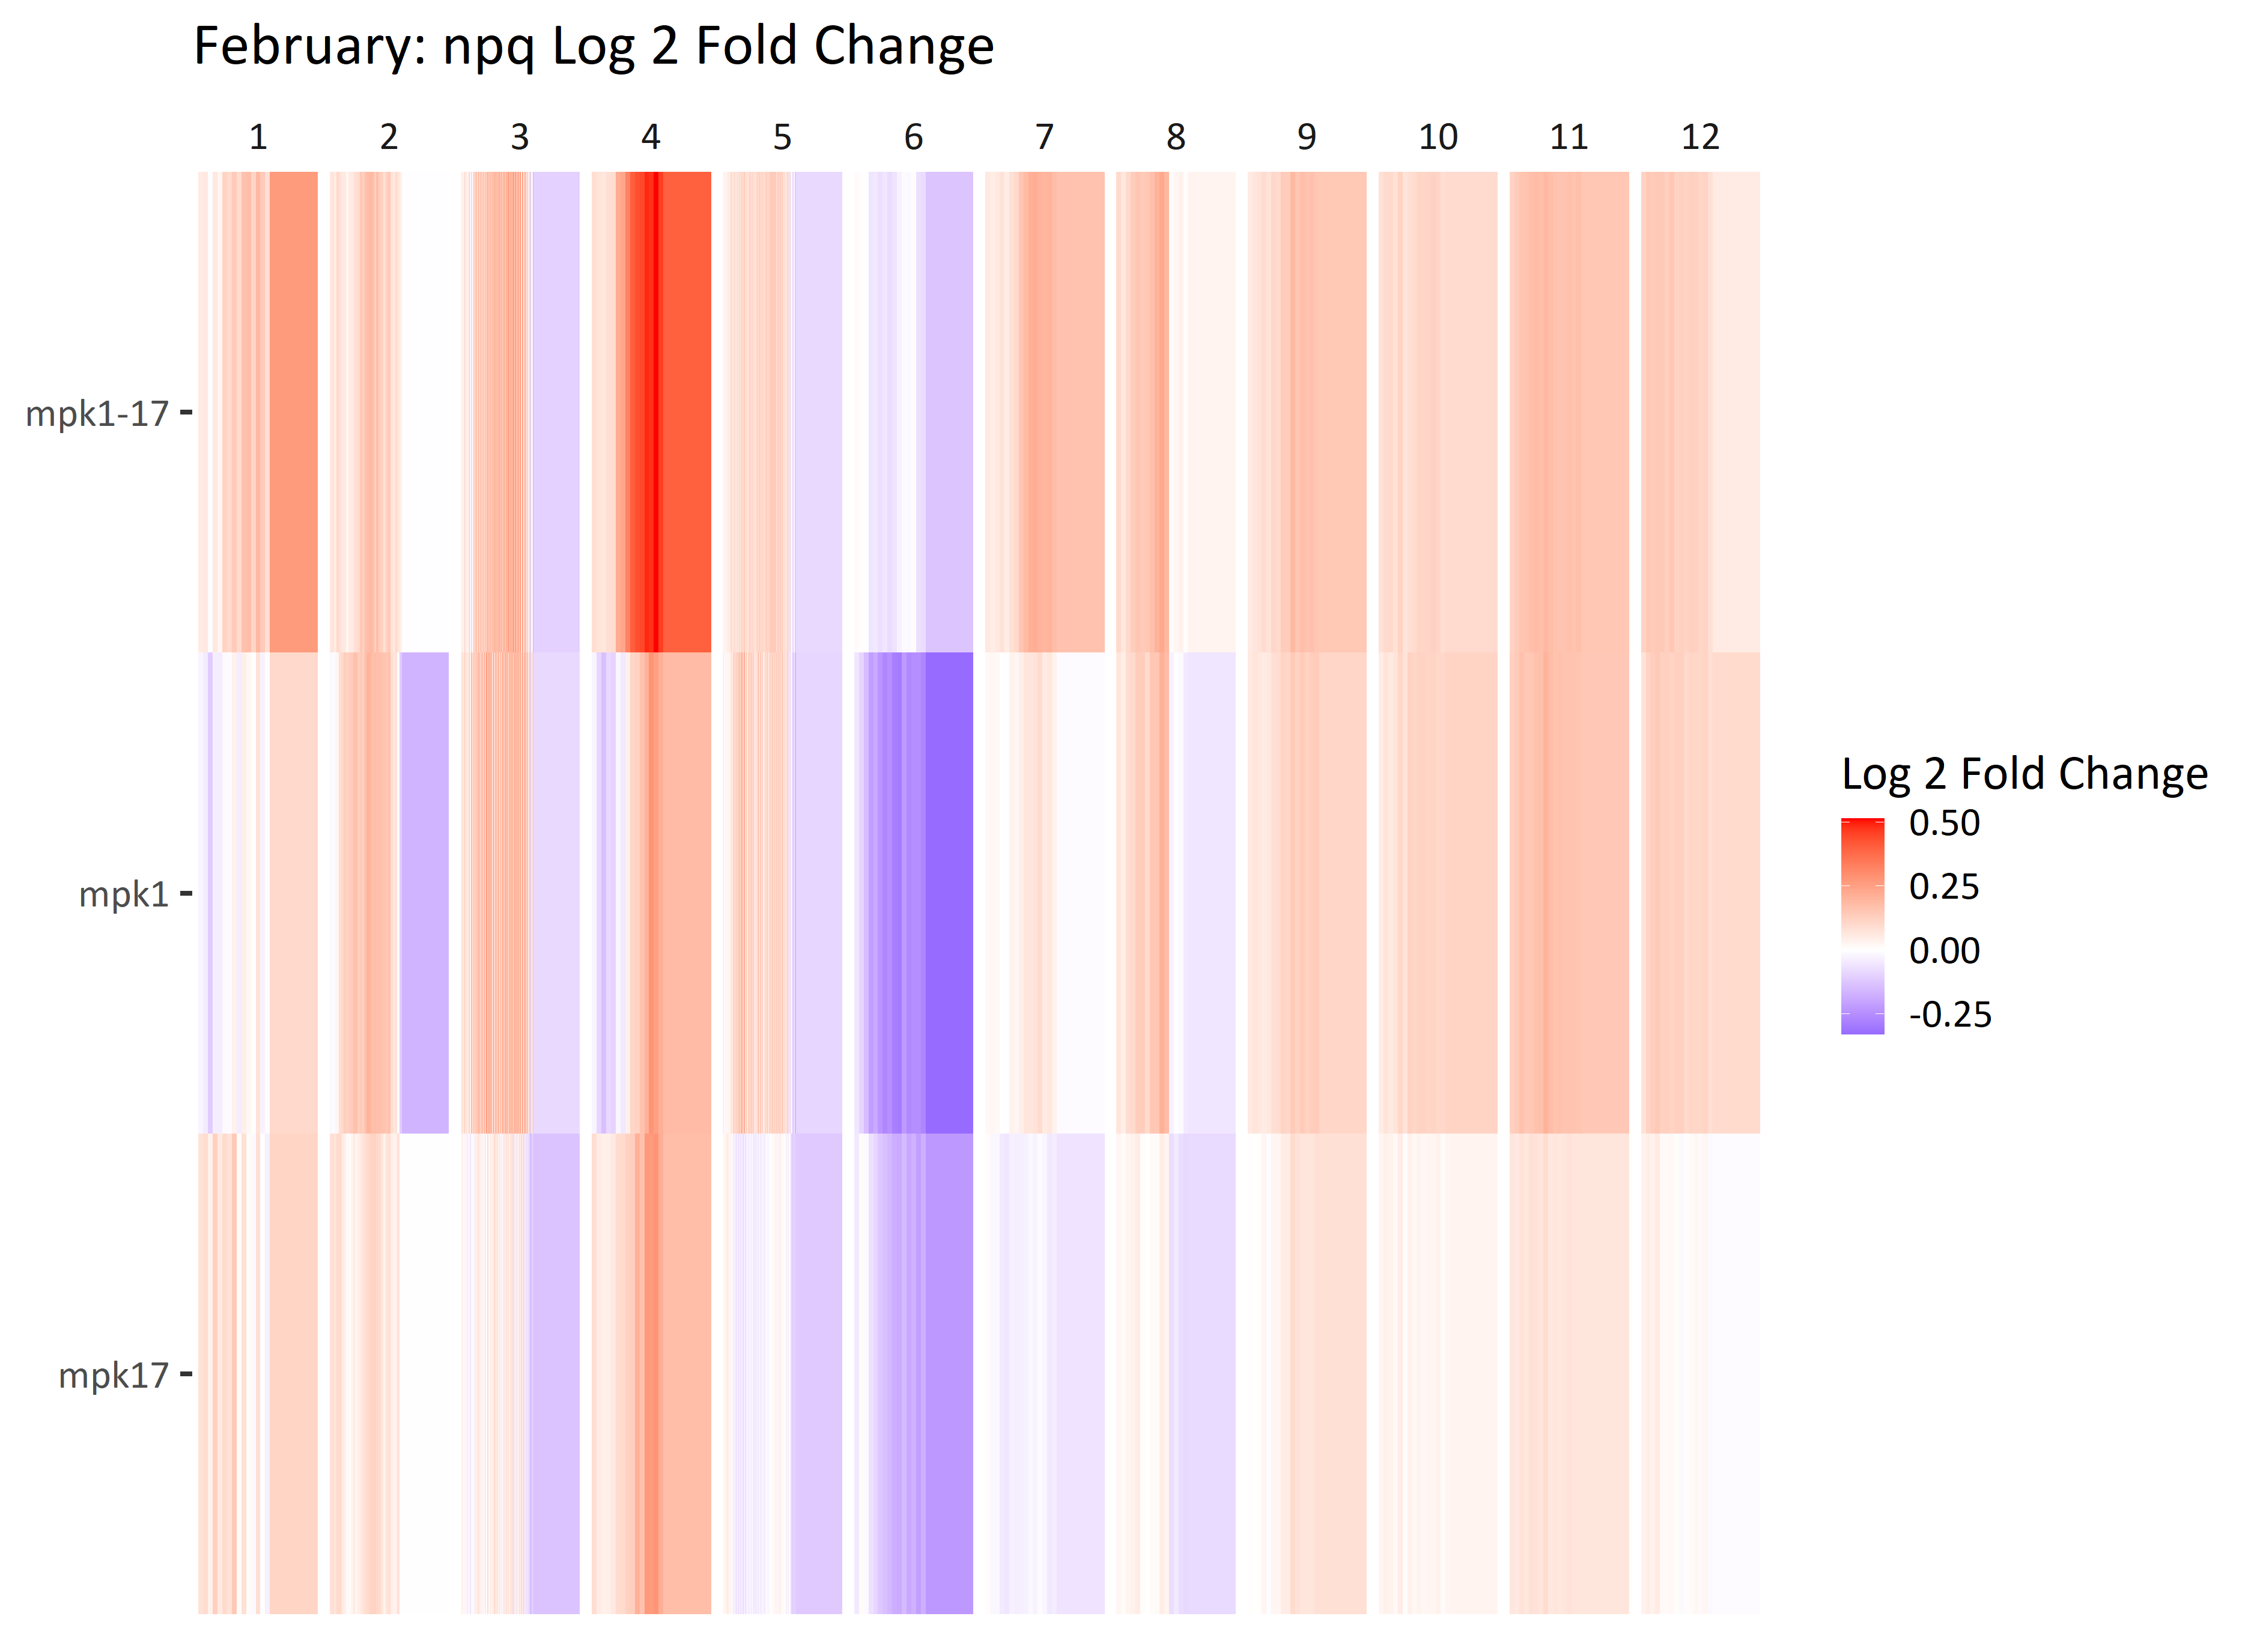 February: npq Log 2 Fold Change
1 2 3 4 5 6 7 8 9 10 11 12
mpk1-17
mpk1
mpk17
Log 2 Fold Change
0.50
0.25
0.00
-0.25